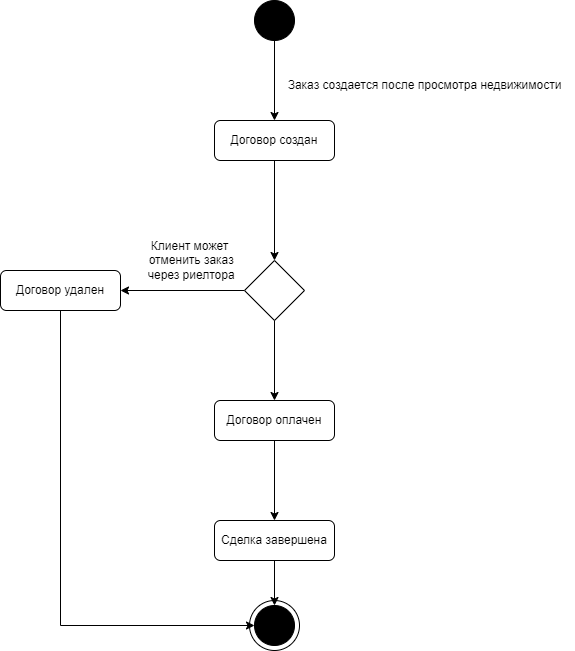 Заказ создается после просмотра недвижимости
Договор создан
Клиент может
отменить заказ
через риелтора
Договор удален
Договор оплачен
Сделка завершена